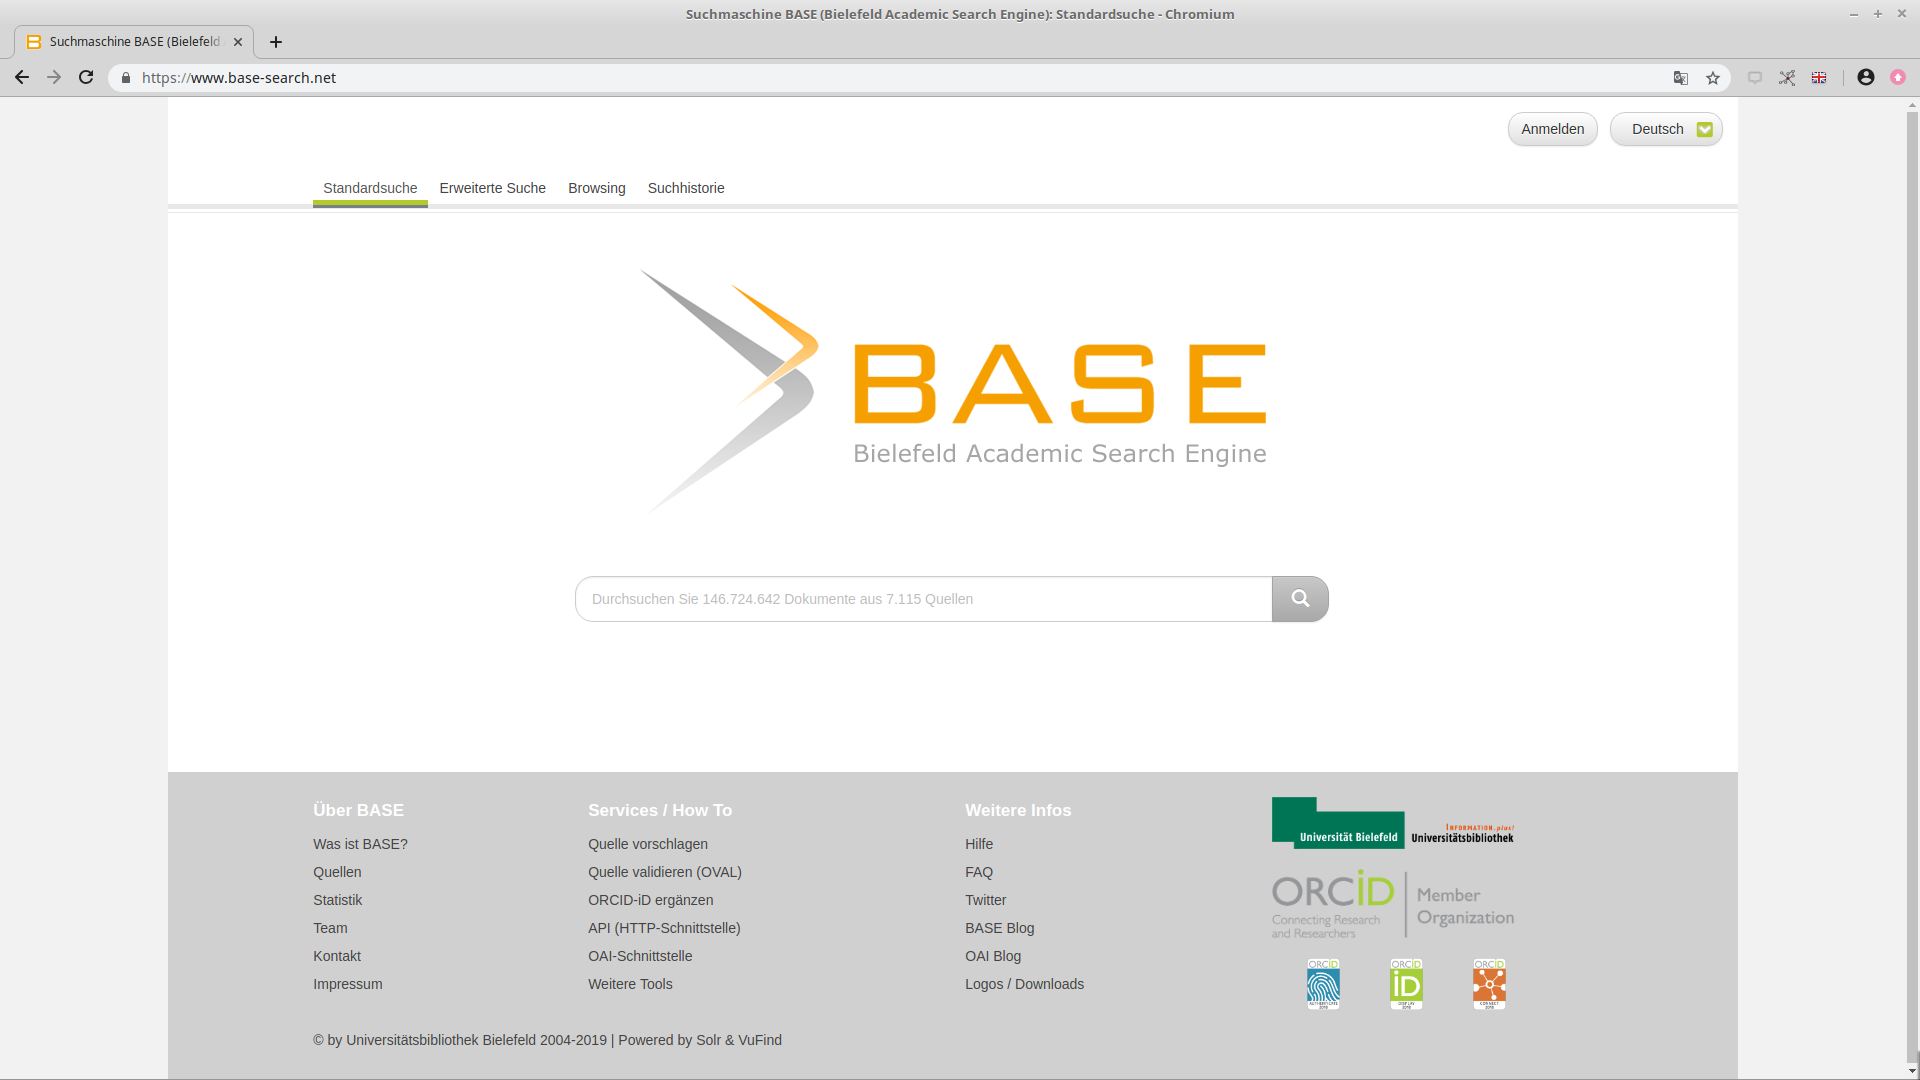 Suchmaschine BASE (Bielefeld Academic Search Engine): Standardsuche - Chromium
Suchmaschine BASE (Bielefeld
https://www.base-search.net
Anmelden
Deutsch
Standardsuche
Erweiterte Suche
Browsing
Suchhistorie
BASE
Bielefeld Academic Search Engine
Durchsuchen Sie 146.724.642 Dokumente aus 7.115 Quellen
Über BASE
Was ist BASE?
Quellen
Statistik
Team
Kontakt
Impressum
Services / How To
Quelle vorschlagen
Quelle validieren (OVAL)
ORCID-iD ergänzen
API (HTTP-Schnittstelle)
OAI-Schnittstelle
Weitere Tools
Weitere Infos
Hilfe
FAQ
Twitter
BASE Blog
OAI Blog
Logos / Downloads
Universität Bielefeld
INFORMATION.plus!
Universitätsbibliothek
ORCID
Connecting Research
and Researchers
Member
Organization
ORCID
ORCID
iD
ORCID
© by Universitätsbibliothek Bielefeld 2004-2019 | Powered by Solr & VuFind